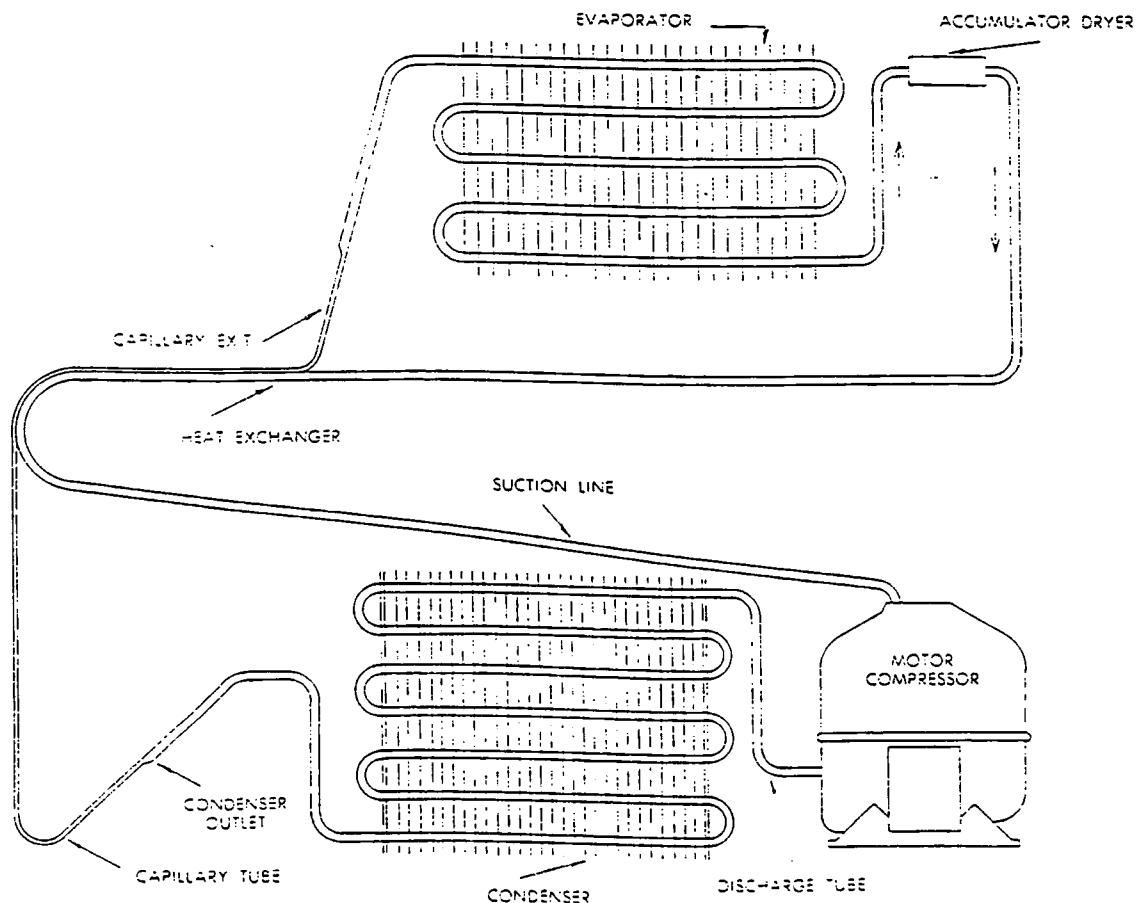 EVAPORATOR
ACCUMULATOR DRYER
CAPILLARY EXIT
HEAT EXCHANGER
SUCTION LINE
MOTOR
COMPRESSOR
CONDENSER
OUTLET
CAPILLARY TUBE
CONDENSER
DISCHARGE TUBE